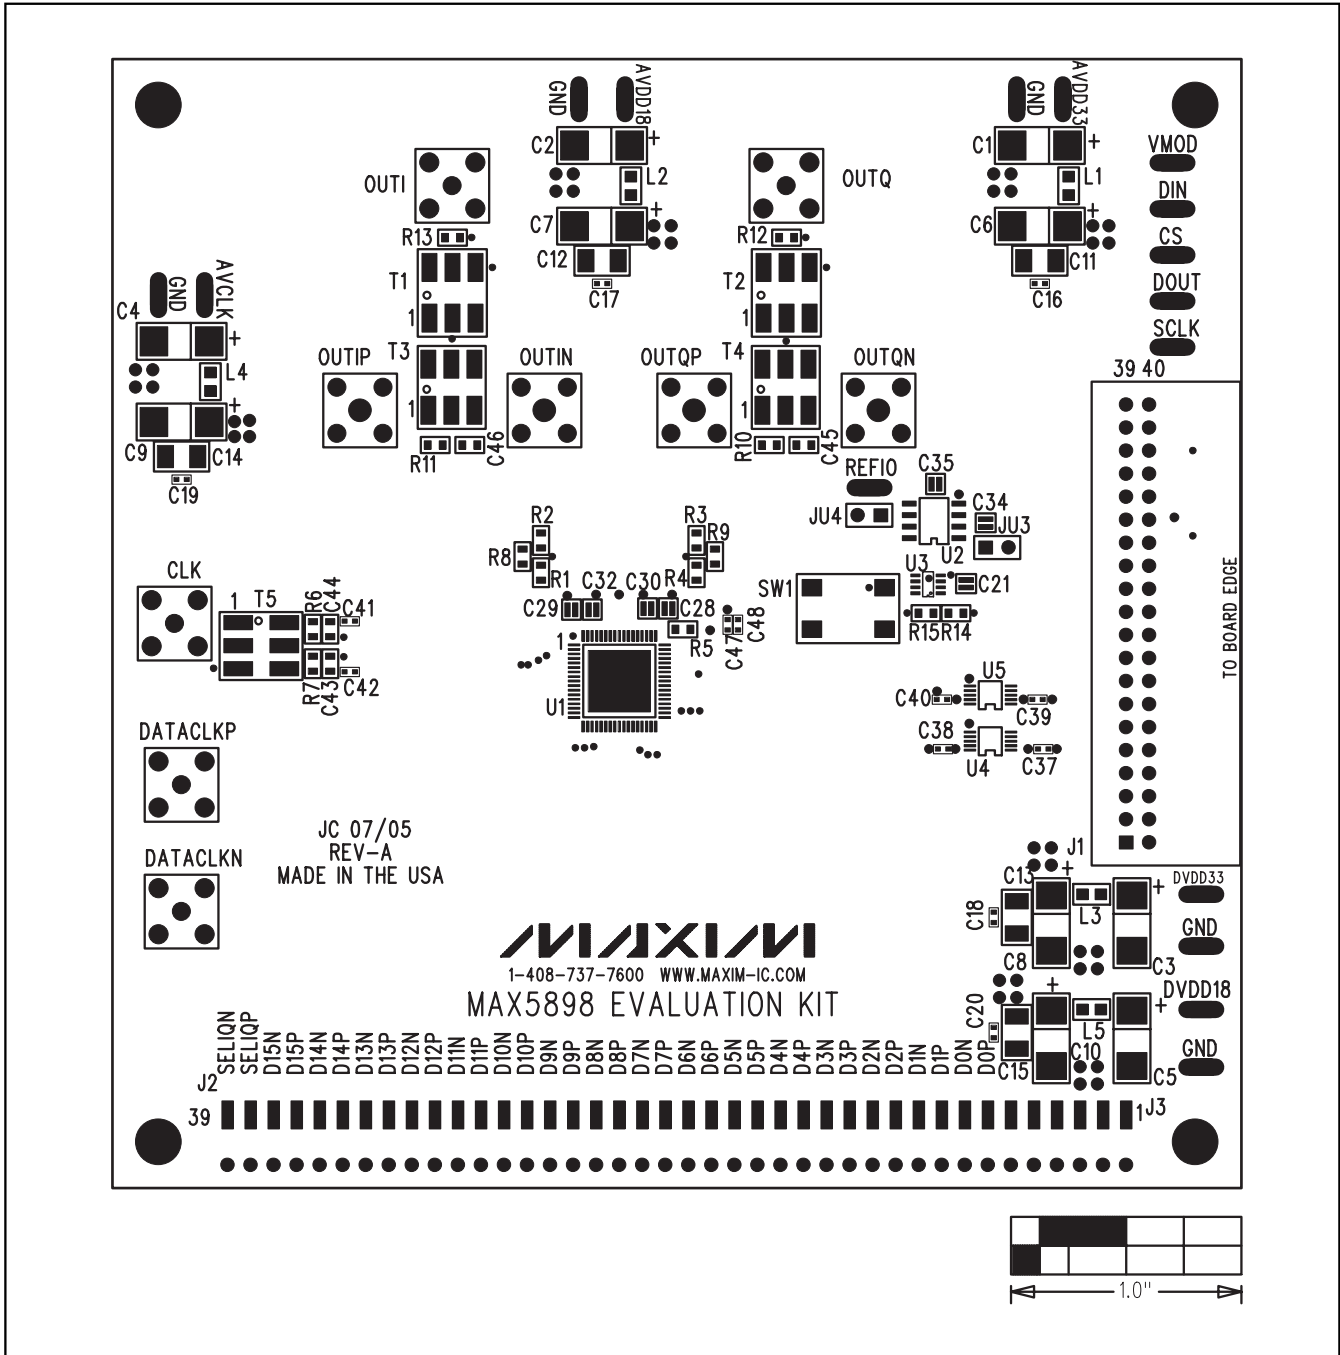 GND
AVDD18
GND
AVDD33
C2
+
C1
+
VMOD
L2
L1
OUTI
OUTQ
DIN
C7
+
C6
+
CS
R13
R12
C12
C11
C17
C16
DOUT
T1
1
T2
1
SCLK
GND
AVCLK
C4
+
L4
OUTIP
T3
1
OUTIN
OUTQP
T4
1
OUTQN
39 40
C9
+
C14
C19
R11
C46
R10
C45
REFIO
C35
JU4
C34
JU3
U2
R2
R8
R1
R3
R9
R4
U3
C21
SW1
R15
R14
TO BOARD EDGE
CLK
1
T5
R6
C44
C41
R7
C43
C42
C29
C32
C30
C28
R5
C47
C48
1
U1
U5
C40
C39
C38
U4
C37
DATACLKP
DATACLKN
JC 07/05
REV-A
MADE IN THE USA
J1
C13
+
C18
L3
+
DVDD33
GND
C8
C3
MAXIM
1-408-737-7600 WWW.MAXIM-IC.COM
MAX5898 EVALUATION KIT
C20
+
L5
+
DVDD18
C15
C10
GND
C5
SELIQN
SELIQP
D15N
D15P
D14N
D14P
D13N
D13P
D12N
D12P
D11N
D11P
D10N
D10P
D9N
D9P
D8N
D8P
D7N
D7P
D6N
D6P
D5N
D5P
D4N
D4P
D3N
D3P
D2N
D2P
D1N
D1P
D0N
D0P
J2
39
1
J3
1.0"